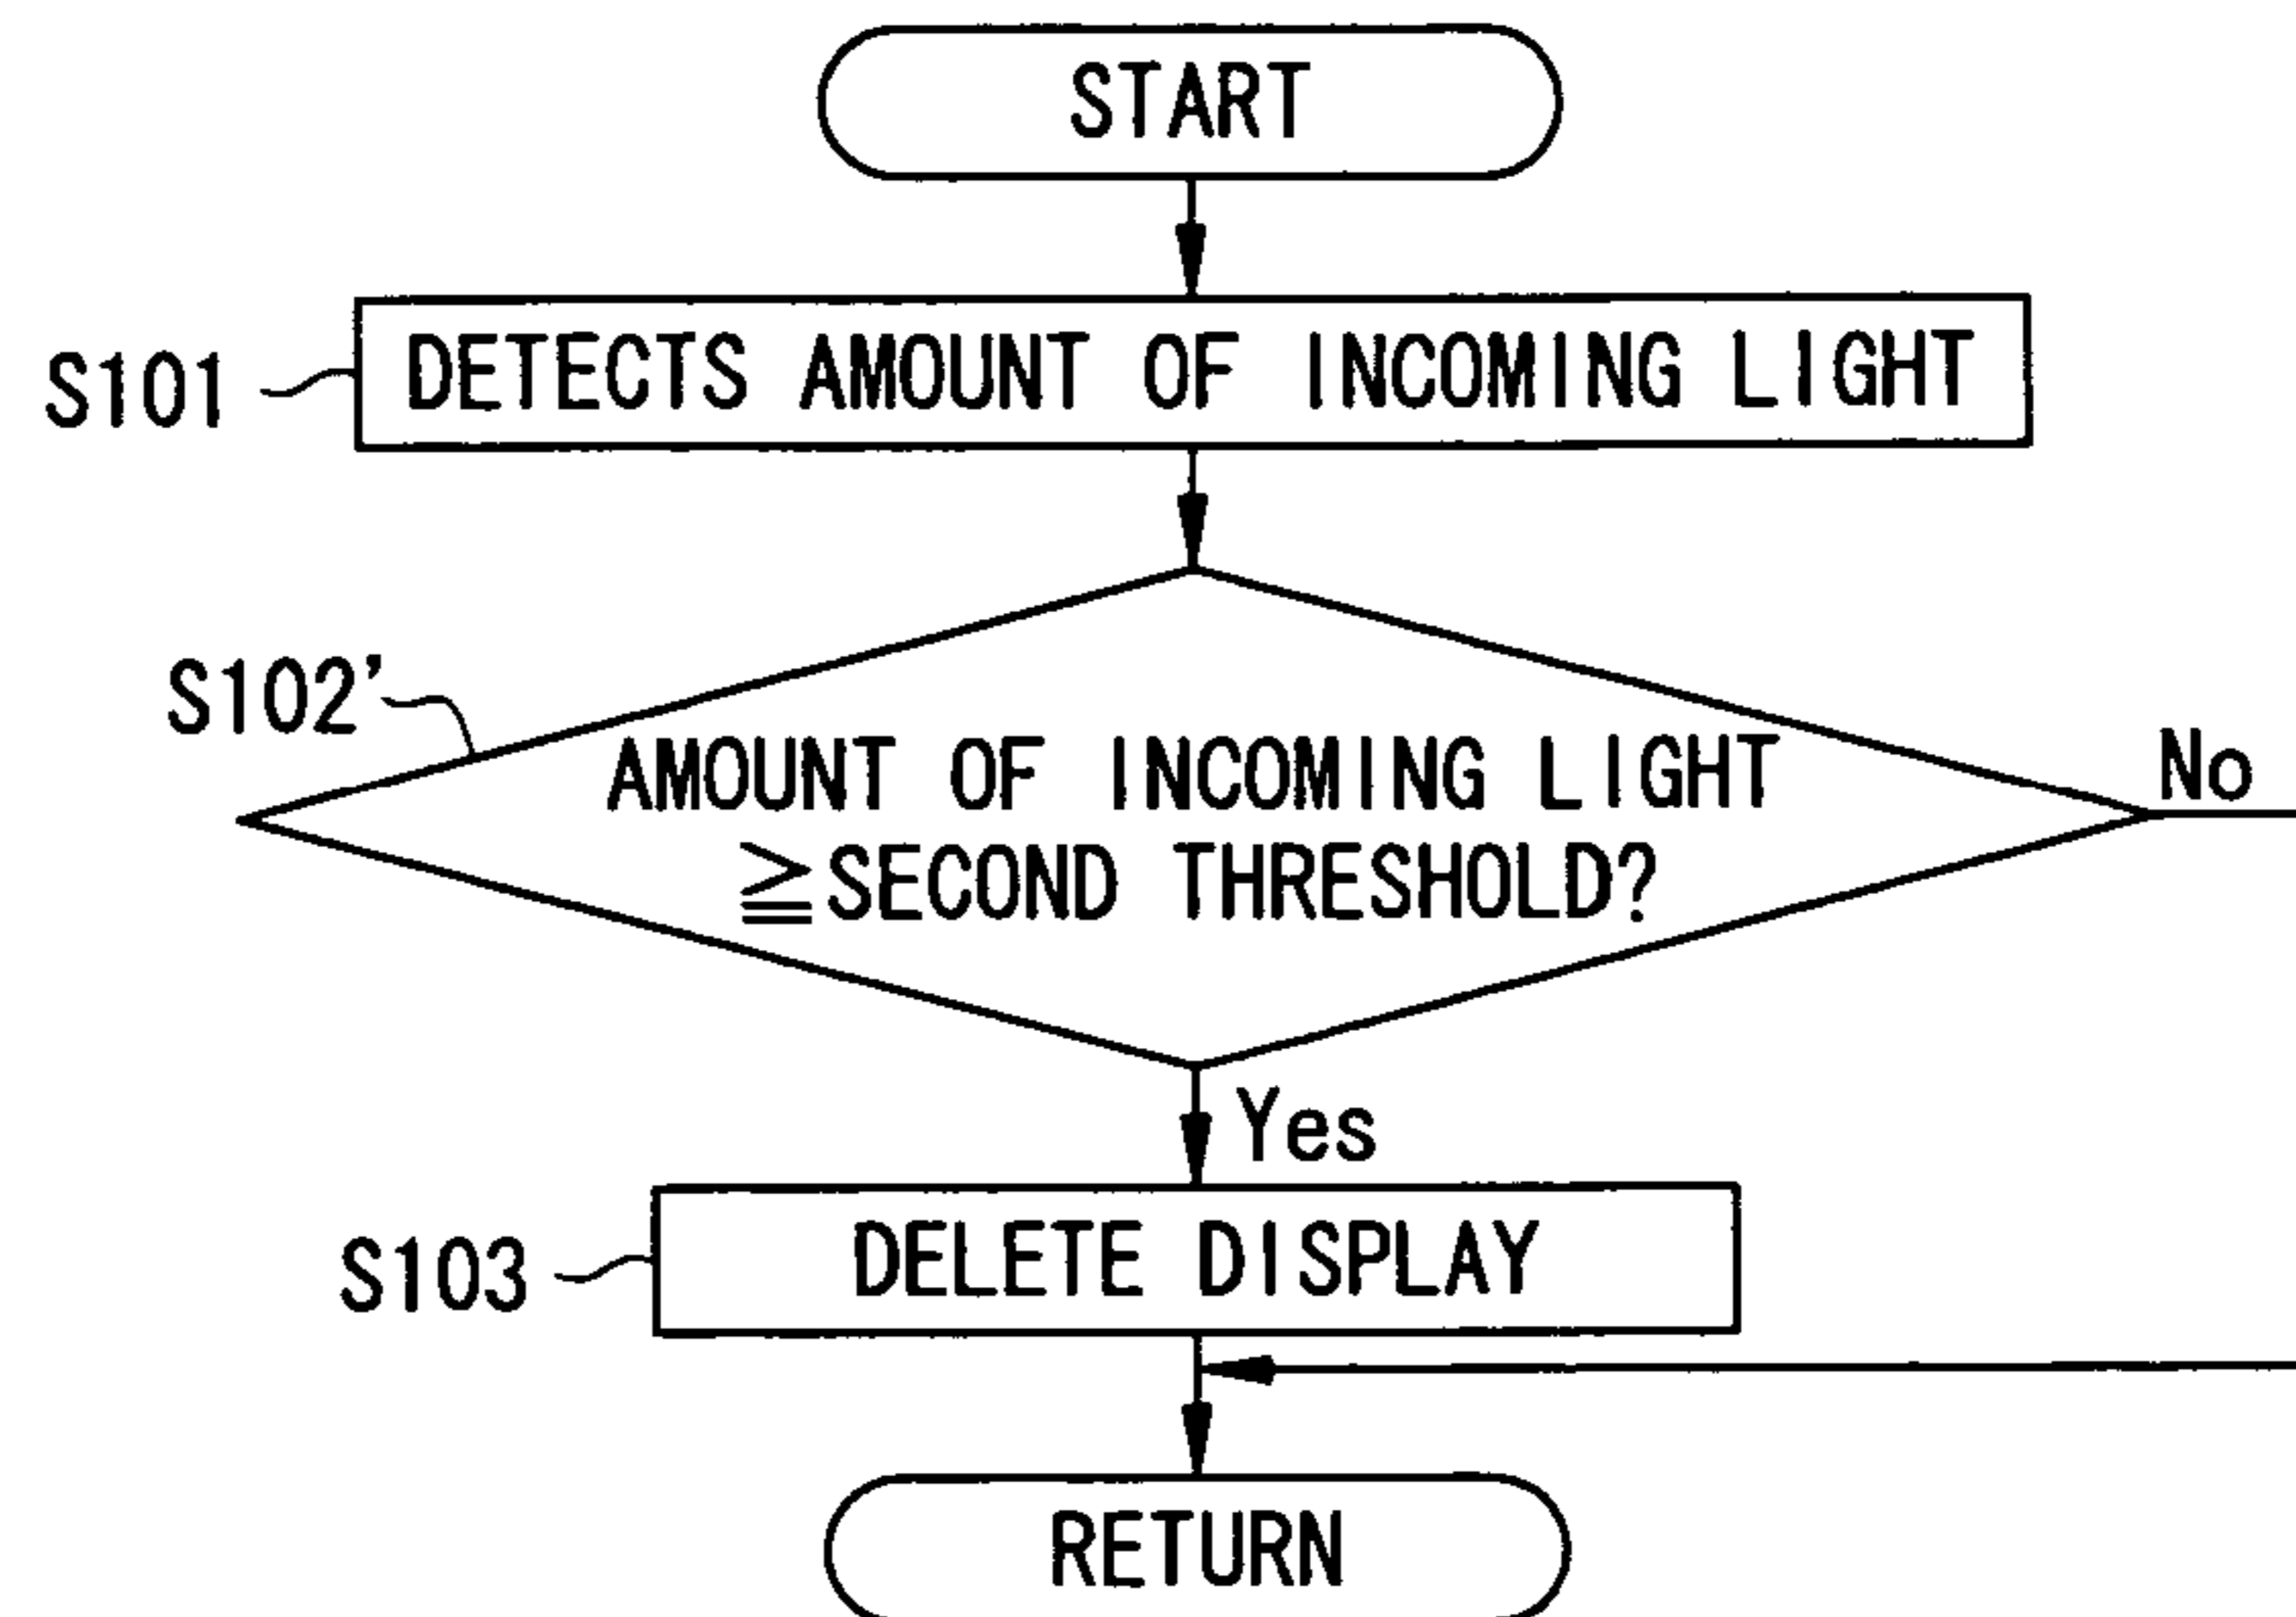 START
S101
DETECTS AMOUNT OF INCOMING LIGHT
S102'
AMOUNT OF INCOMING LIGHT
≧SECOND THRESHOLD?
No
Yes
S103
DELETE DISPLAY
RETURN